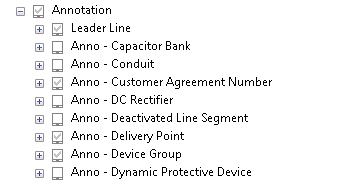 Annotation
Leader Line
Anno - Capacitor Bank
Anno - Conduit
Anno - Customer Agreement Number
Anno - DC Rectifier
Anno - Deactivated Line Segment
Anno - Delivery Point
Anno - Device Group
Anno - Dynamic Protective Device